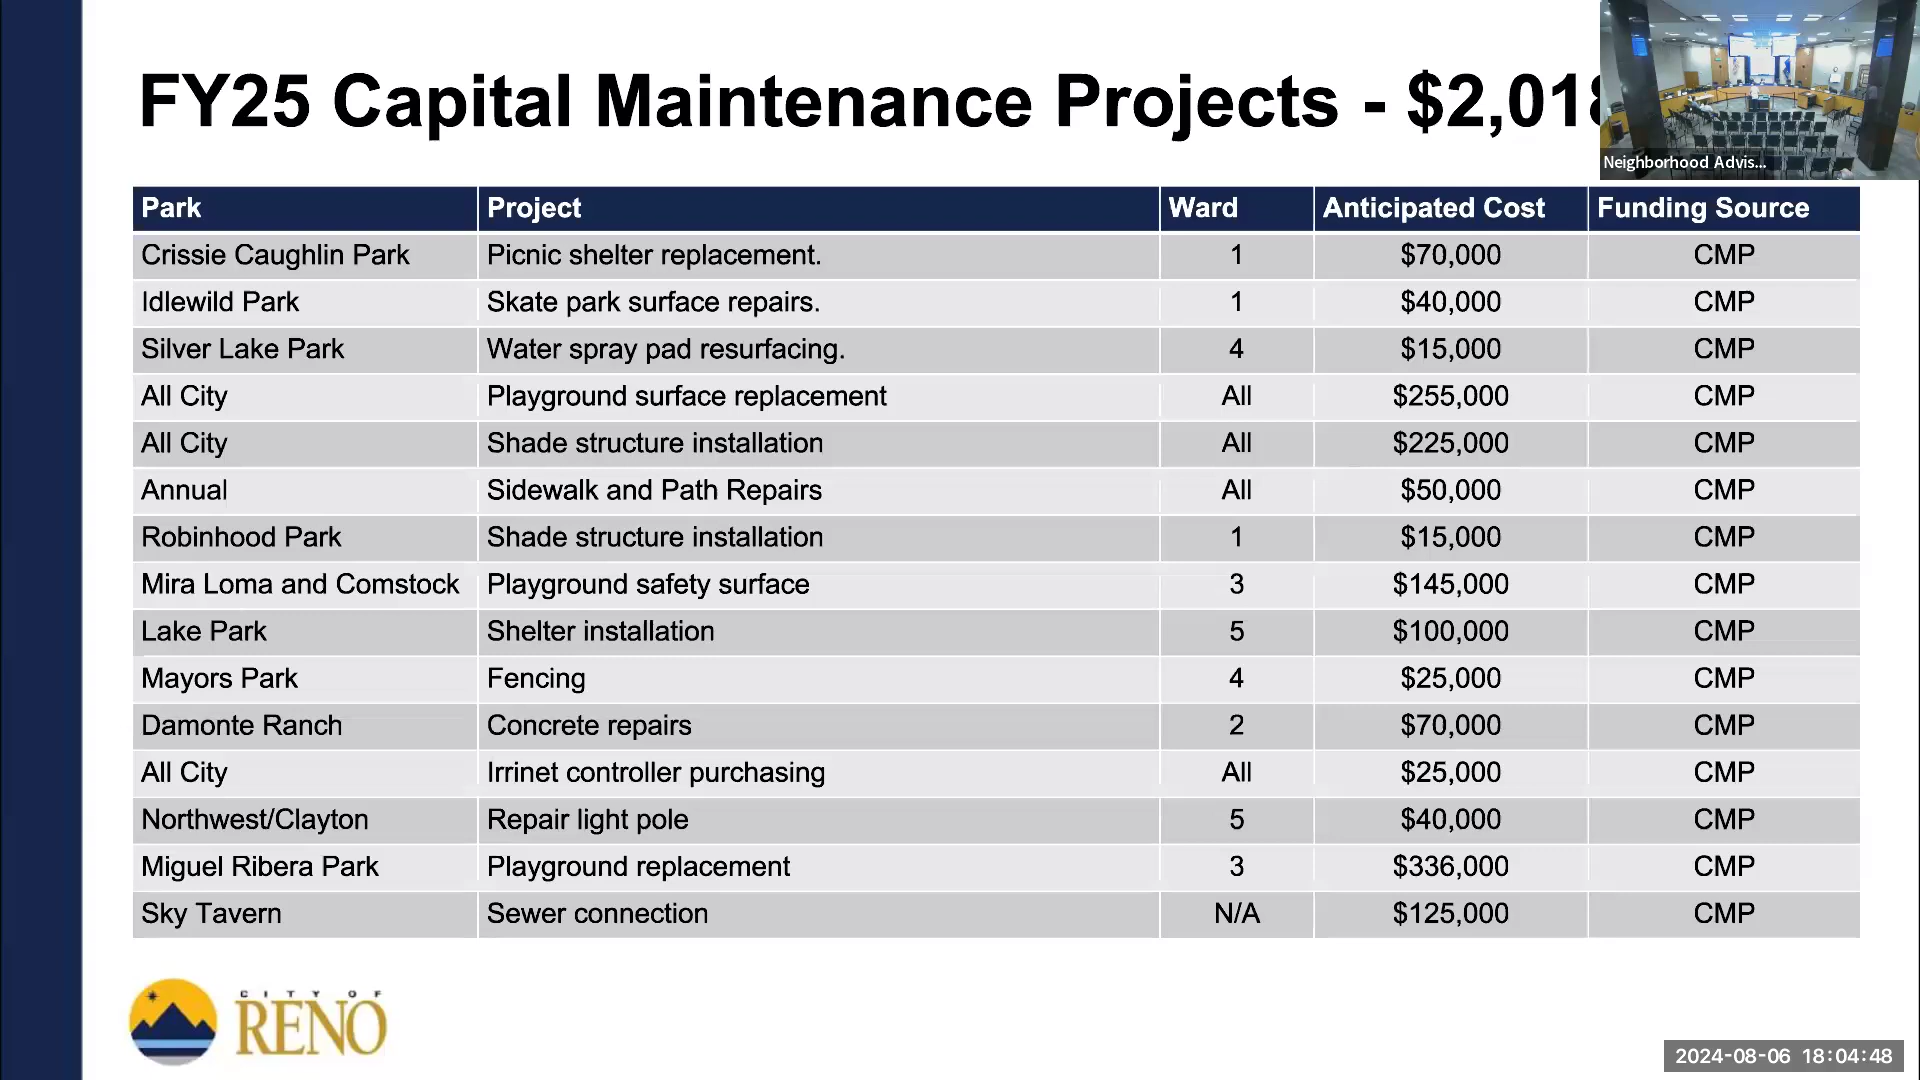 FY25 Capital Maintenance Projects - $2,018
Neighborhood Advis...
Park Project Ward Anticipated Cost Funding Source
Crissie Caughlin Park Picnic shelter replacement. 1 $70,000 CMP
Idlewild Park Skate park surface repairs. 1 $40,000 CMP
Silver Lake Park Water spray pad resurfacing. 4 $15,000 CMP
All City Playground surface replacement All $255,000 CMP
All City Shade structure installation All $225,000 CMP
Annual Sidewalk and Path Repairs All $50,000 CMP
Robinhood Park Shade structure installation 1 $15,000 CMP
Mira Loma and Comstock Playground safety surface 3 $145,000 CMP
Lake Park Shelter installation 5 $100,000 CMP
Mayors Park Fencing 4 $25,000 CMP
Damonte Ranch Concrete repairs 2 $70,000 CMP
All City Irrinet controller purchasing All $25,000 CMP
Northwest/Clayton Repair light pole 5 $40,000 CMP
Miguel Ribera Park Playground replacement 3 $336,000 CMP
Sky Tavern Sewer connection N/A $125,000 CMP
CITY OF
RENO
2024-08-06 18:04:48